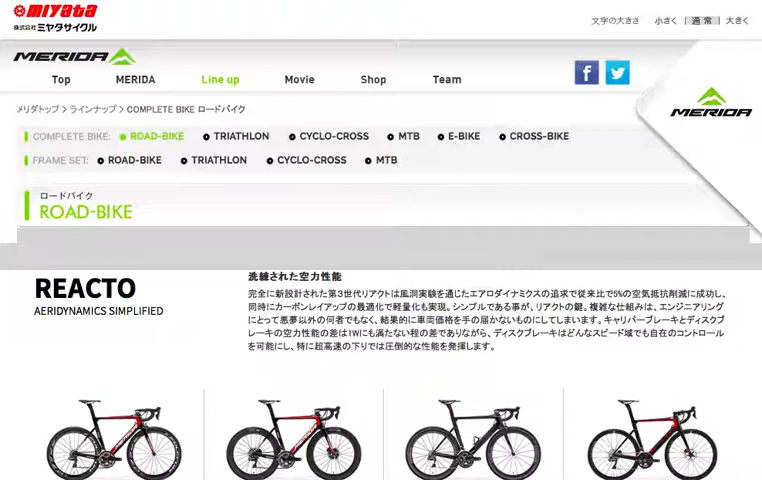 MIYATA
株式会社 ミヤタサイクル
文字の大きさ 小さく | 通常 | 大きく
MERIDA
Top MERIDA Line up Movie Shop Team
MERIDA
メリダトップ > ラインナップ > COMPLETE BIKE ロードバイク
COMPLETE BIKE: ROAD-BIKE TRIATHLON CYCLO-CROSS MTB E-BIKE CROSS-BIKE
FRAME SET: ROAD-BIKE TRIATHLON CYCLO-CROSS MTB
ロードバイク
ROAD-BIKE
REACTO
AERIDYNAMICS SIMPLIFIED
洗練された空力性能
完全に新設計された第3世代リアクトは風洞実験を通じたエアロダイナミクスの追求で従来比で5%の空気抵抗削減に成功し、
同時にカーボンレイアップの最適化で軽量化も実現。シンプルである事が、リアクトの鍵。複雑な仕組みは、エンジニアリング
にとって悪夢以外の何者でもなく、結果的に車両価格を手の届かないものにしてしまいます。キャリパーブレーキとディスクブ
レーキの空力性能の差は1Wにも満たない程の差でありながら、ディスクブレーキはどんなスピード域でも自在のコントロール
を可能にし、特に超高速の下りでは圧倒的な性能を発揮します。